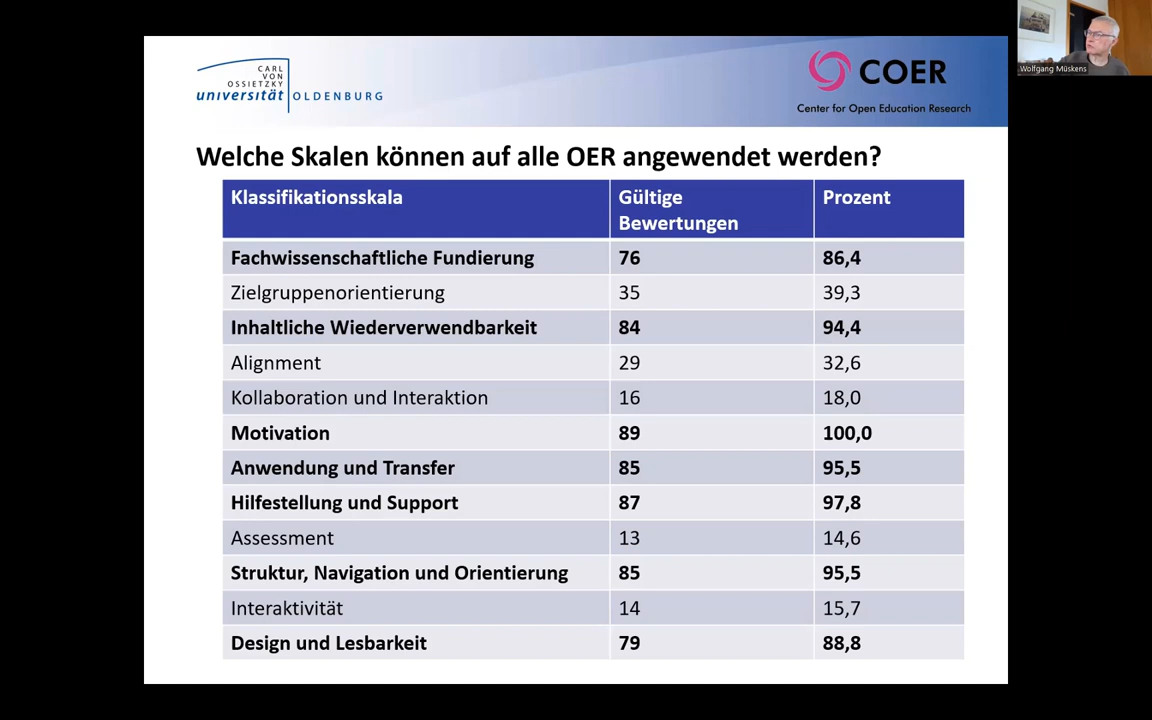 CARL
VON
OSSIETZKY
universität OLDENBURG
COER
Center for Open Education Research
Wolfgang Müskens
Welche Skalen können auf alle OER angewendet werden?
Klassifikationsskala Gültige Bewertungen Prozent
Fachwissenschaftliche Fundierung 76 86,4
Zielgruppenorientierung 35 39,3
Inhaltliche Wiederverwendbarkeit 84 94,4
Alignment 29 32,6
Kollaboration und Interaktion 16 18,0
Motivation 89 100,0
Anwendung und Transfer 85 95,5
Hilfestellung und Support 87 97,8
Assessment 13 14,6
Struktur, Navigation und Orientierung 85 95,5
Interaktivität 14 15,7
Design und Lesbarkeit 79 88,8